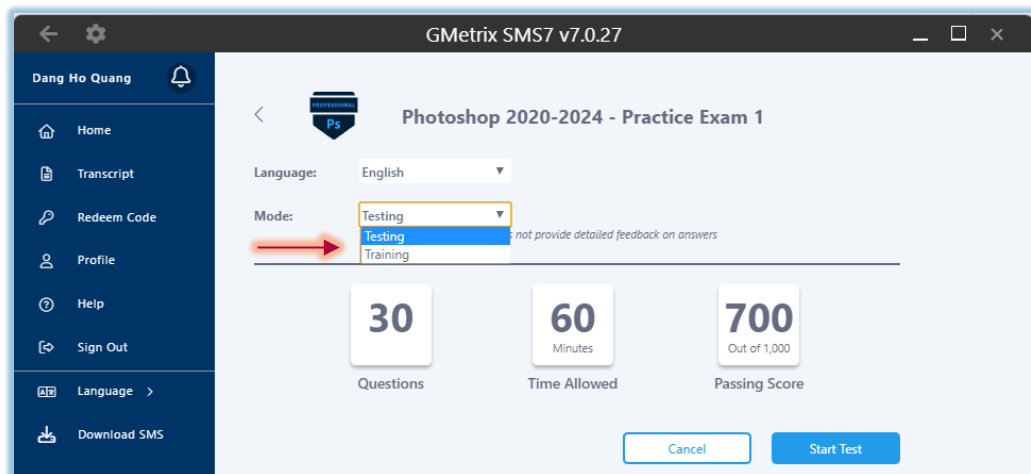 GMetrix SMS7 v7.0.27
Dang Ho Quang
Home
Transcript
Redeem Code
Profile
Help
Sign Out
Language >
Download SMS
PROFESSIONAL
Ps
Photoshop 2020-2024 - Practice Exam 1
Language: English
Mode: Testing
Testing
not provide detailed feedback on answers
Training
30
Questions
60
Minutes
Time Allowed
700
Out of 1,000
Passing Score
Cancel
Start Test